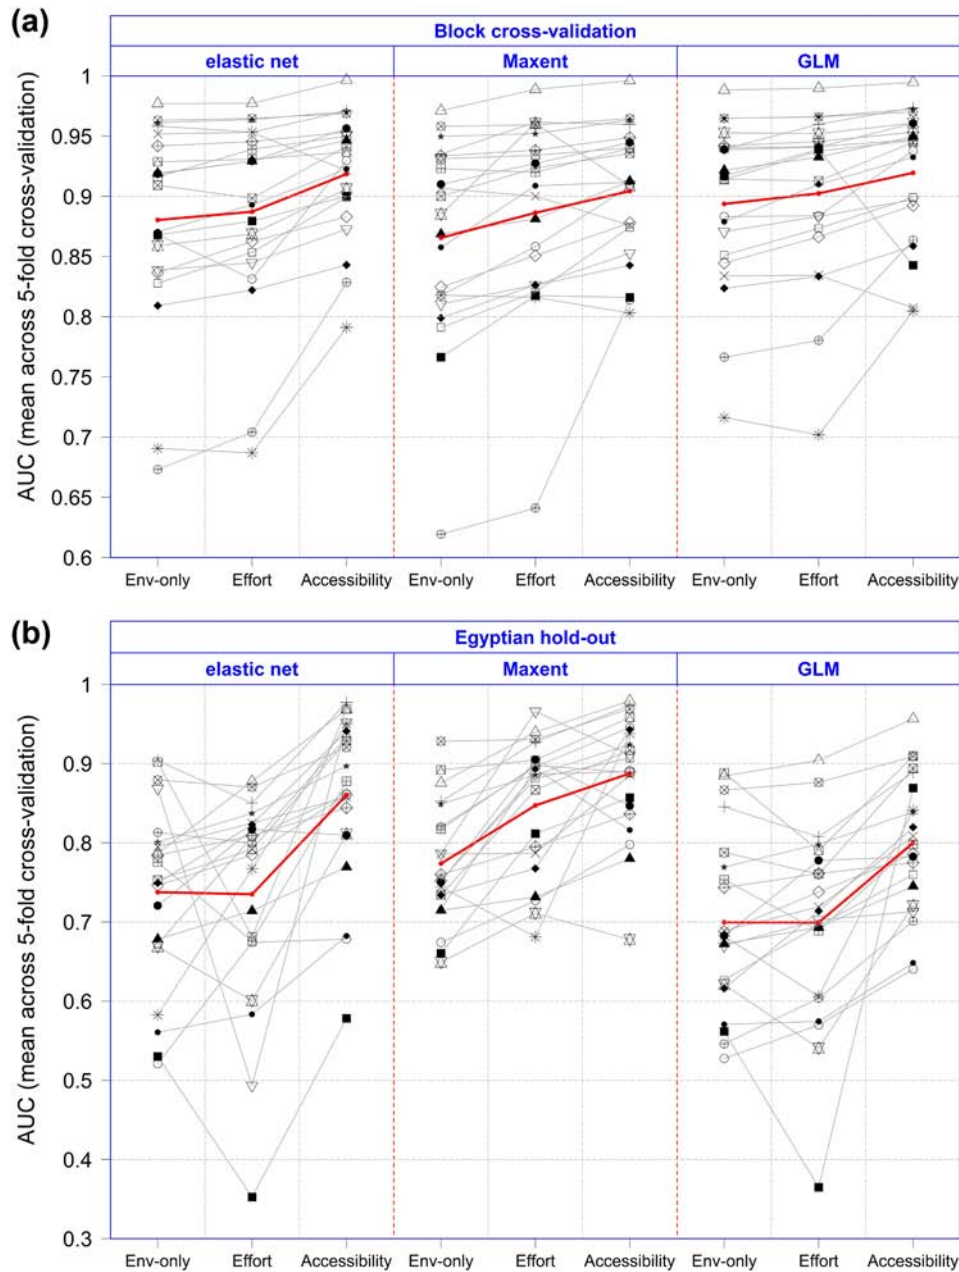 (a)
Block cross-validation
elastic net Maxent GLM
AUC (mean across 5-fold cross-validation)
1
0.95
0.9
0.85
0.8
0.75
0.7
0.65
0.6
Env-only Effort Accessibility Env-only Effort Accessibility Env-only Effort Accessibility
(b)
Egyptian hold-out
elastic net Maxent GLM
AUC (mean across 5-fold cross-validation)
1
0.9
0.8
0.7
0.6
0.5
0.4
0.3
Env-only Effort Accessibility Env-only Effort Accessibility Env-only Effort Accessibility